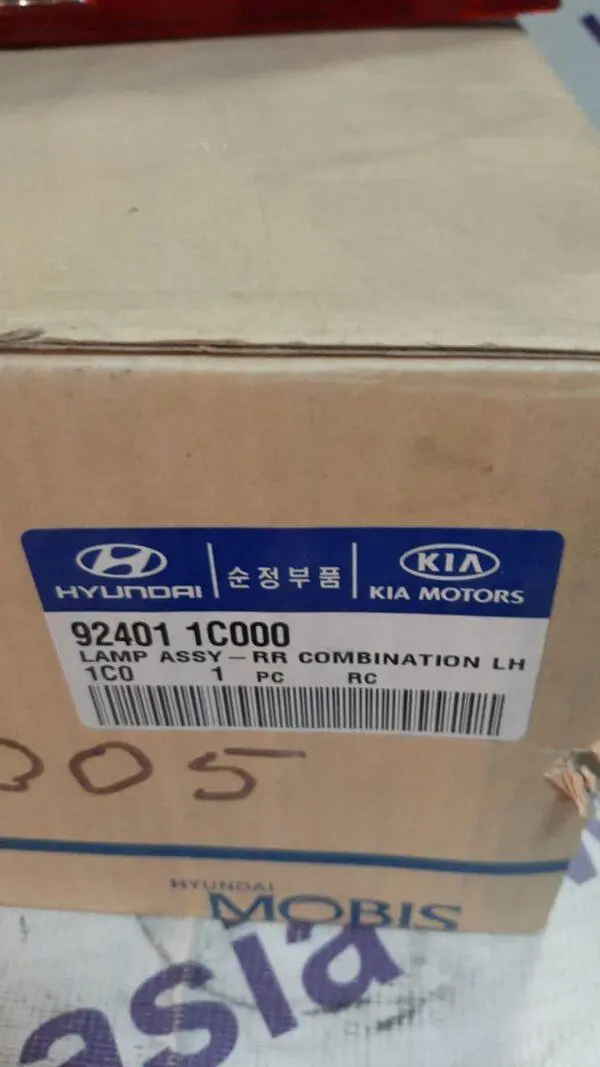 HYUNDAI
순정부품
KIA
KIA MOTORS
92401 1C000
LAMP ASSY – RR COMBINATION LH
1C0 1 PC RC
05
HYUNDAI
MOBIS
asia